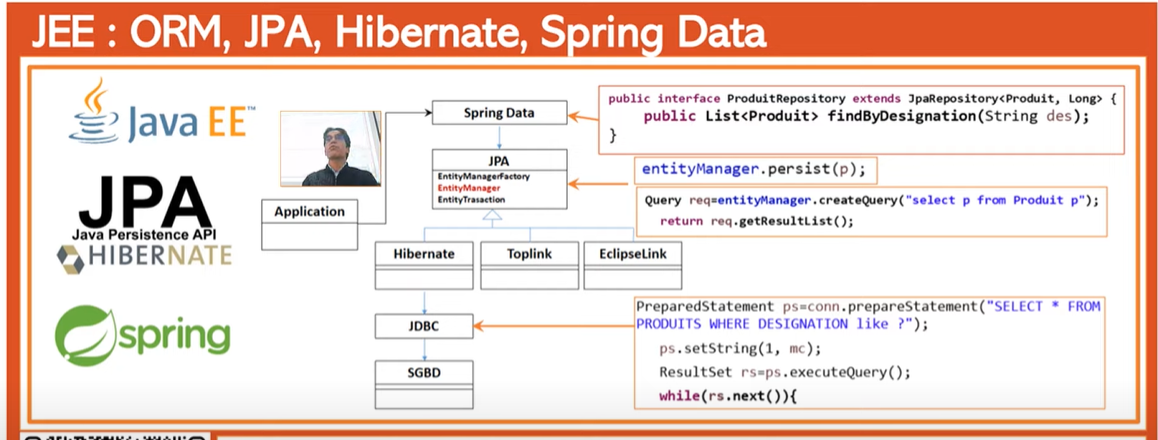 JEE : ORM, JPA, Hibernate, Spring Data
Java EE™
JPA
Java Persistence API
HIBERNATE
spring
Application
Spring Data
JPA
EntityManagerFactory
EntityManager
EntityTrasaction
Hibernate
Toplink
EclipseLink
JDBC
SGBD
public interface ProduitRepository extends JpaRepository<Produit, Long> {
public List<Produit> findByDesignation(String des);
}
entityManager.persist(p);
Query req=entityManager.createQuery("select p from Produit p");
return req.getResultList();
PreparedStatement ps=conn.prepareStatement("SELECT * FROM
PRODUITS WHERE DESIGNATION like ?");
ps.setString(1, mc);
ResultSet rs=ps.executeQuery();
while(rs.next()){